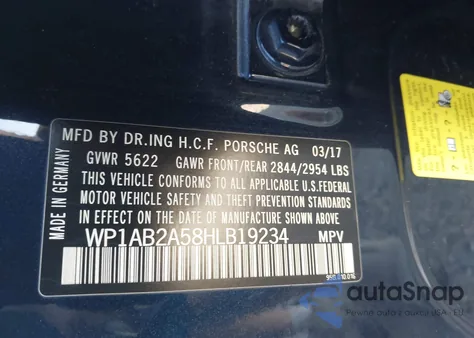 MFD BY DR.ING H.C.F. PORSCHE AG 03/17
GVWR 5622 GAWR FRONT/REAR 2844/2954 LBS
THIS VEHICLE CONFORMS TO ALL APPLICABLE U.S.FEDERAL
MOTOR VEHICLE SAFETY AND THEFT PREVENTION STANDARDS
IN EFFECT ON THE DATE OF MANUFACTURE SHOWN ABOVE.
WP1AB2A58HLB19234 MPV
MADE IN GERMANY
autoSnap